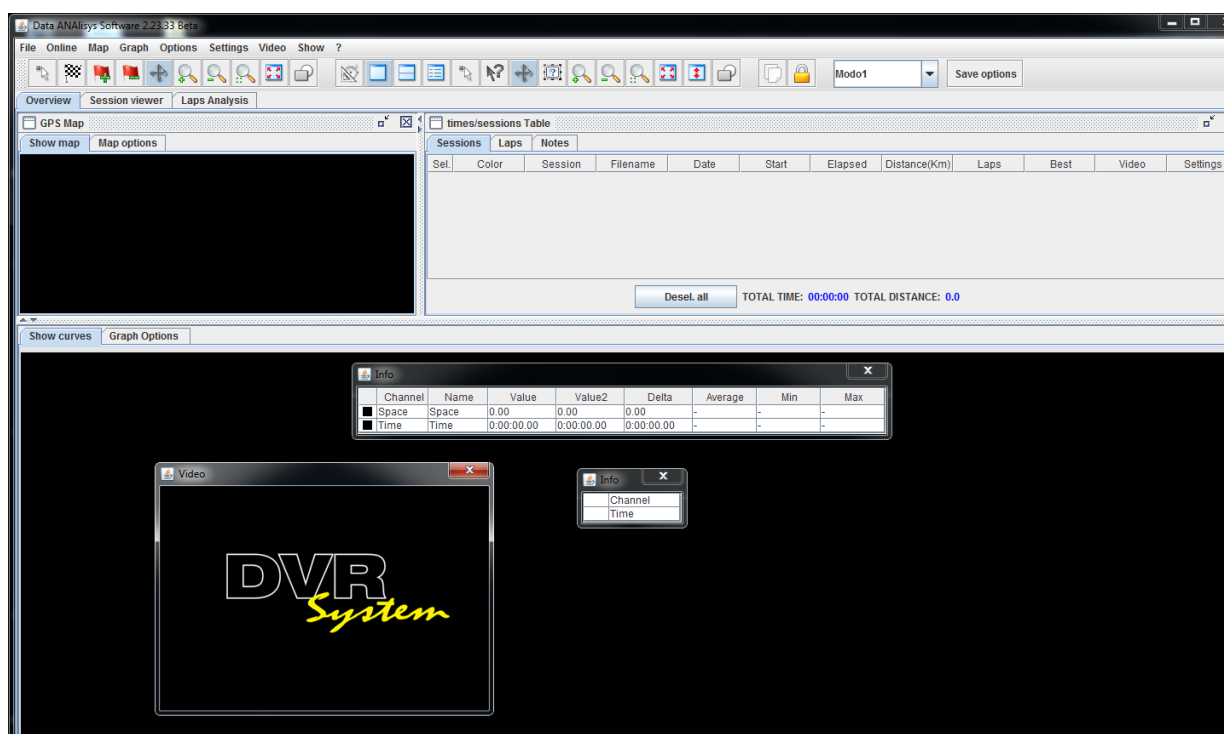 Data ANAlisys Software 2.23.33 Beta
File Online Map Graph Options Settings Video Show ?
Modo1 Save options
Overview Session viewer Laps Analysis
GPS Map
Show map Map options
times/sessions Table
Sessions Laps Notes
Sel. Color Session Filename Date Start Elapsed Distance(Km) Laps Best Video Settings
Desel. all TOTAL TIME: 00:00:00 TOTAL DISTANCE: 0.0
Show curves Graph Options
Info
Channel Name Value Value2 Delta Average Min Max
Space Space 0.00 0.00 0.00 - - -
Time Time 0:00:00.00 0:00:00.00 0:00:00.00 - - -
Video
DVR
System
Info
Channel
Time